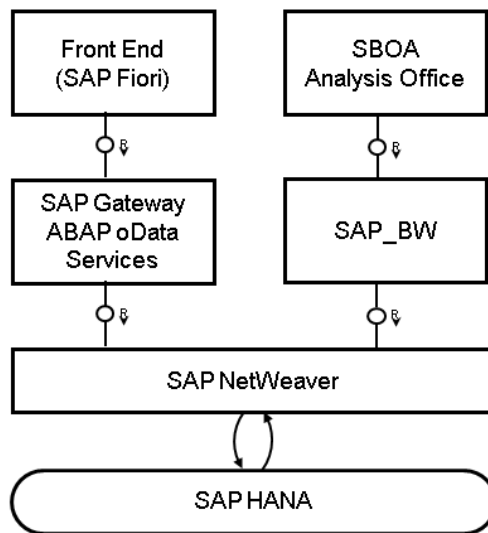 Front End
(SAP Fiori)
SBOA
Analysis Office
R
R
SAP Gateway
ABAP oData
Services
SAP_BW
R
R
SAP NetWeaver
SAP HANA